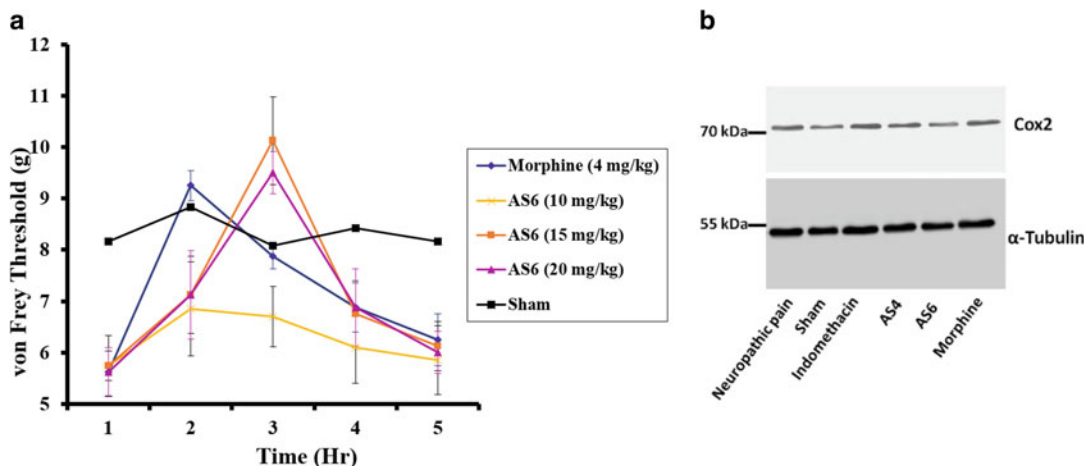 a
12
11
10
9
8
7
6
5
von Frey Threshold (g)
1 2 3 4 5
Time (Hr)
Morphine (4 mg/kg)
AS6 (10 mg/kg)
AS6 (15 mg/kg)
AS6 (20 mg/kg)
Sham
b
70 kDa
Cox2
55 kDa
α-Tubulin
Neuropathic pain
Sham
Indomethacin
AS4
AS6
Morphine